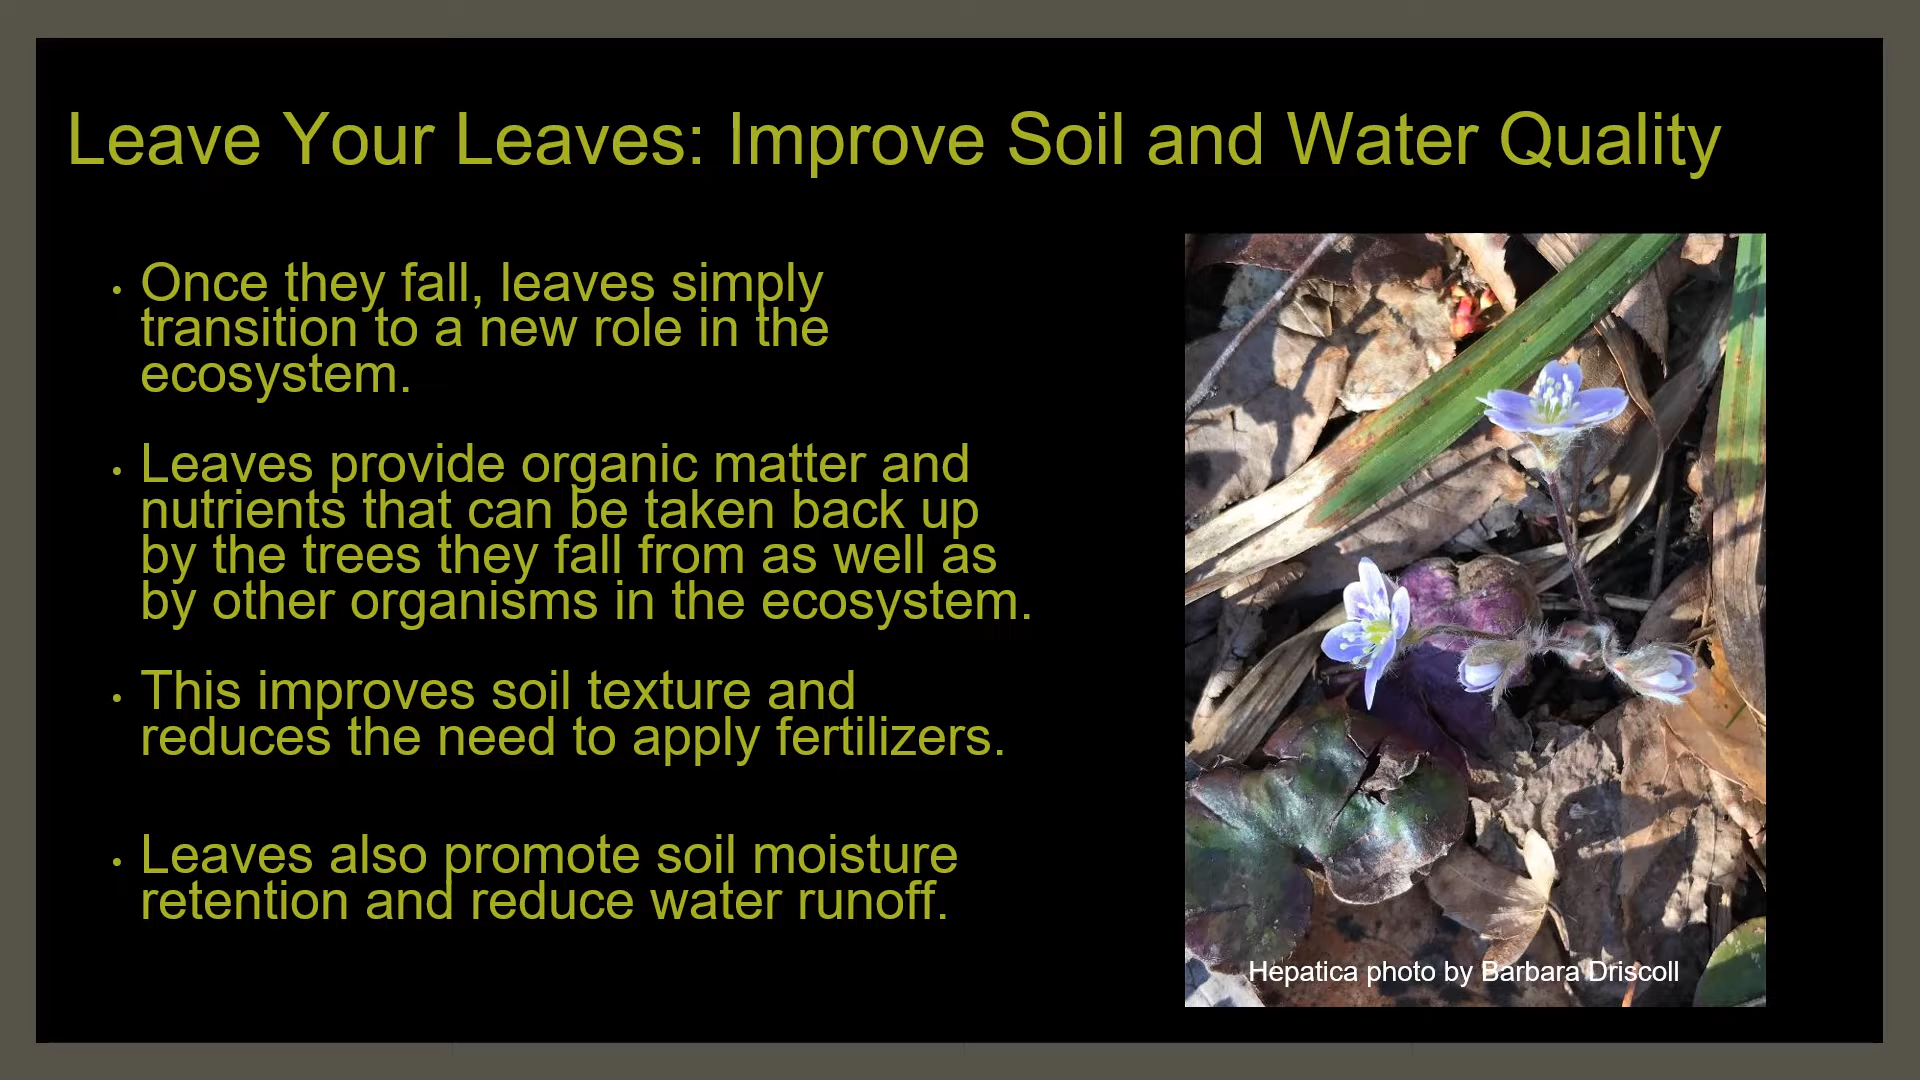 Leave Your Leaves: Improve Soil and Water Quality
• Once they fall, leaves simply
transition to a new role in the
ecosystem.
• Leaves provide organic matter and
nutrients that can be taken back up
by the trees they fall from as well as
by other organisms in the ecosystem.
• This improves soil texture and
reduces the need to apply fertilizers.
• Leaves also promote soil moisture
retention and reduce water runoff.
Hepatica photo by Barbara Driscoll